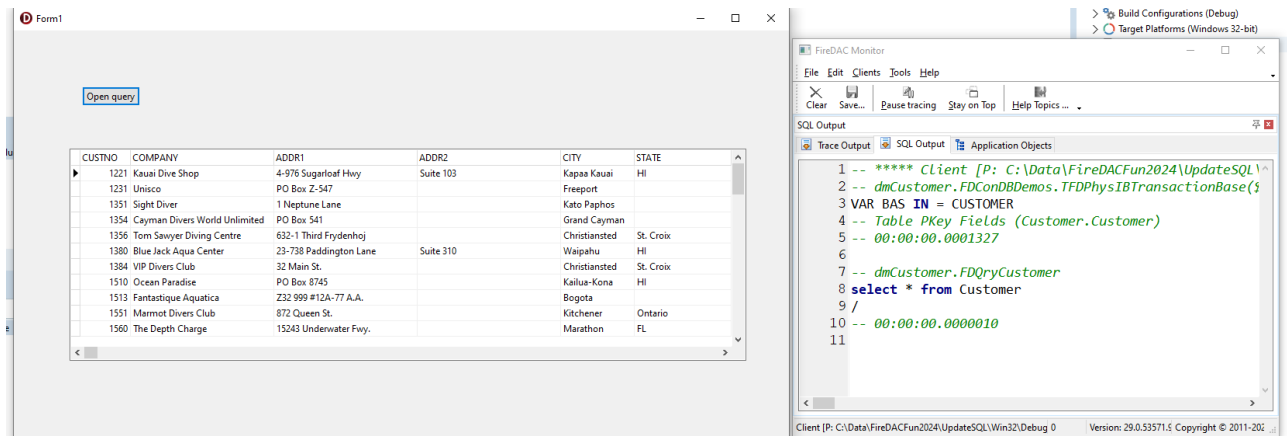 Form1
Open query
CUSTNO COMPANY ADDR1 ADDR2 CITY STATE
1221 Kauai Dive Shop 4-976 Sugarloaf Hwy Suite 103 Kapaa Kauai HI
1231 Unisco PO Box Z-547 Freeport
1351 Sight Diver 1 Neptune Lane Kato Paphos
1354 Cayman Divers World Unlimited PO Box 541 Grand Cayman
1356 Tom Sawyer Diving Centre 632-1 Third Frydenhoj Christiansted St. Croix
1380 Blue Jack Aqua Center 23-738 Paddington Lane Suite 310 Waipahu HI
1384 VIP Divers Club 32 Main St. Christiansted St. Croix
1510 Ocean Paradise PO Box 8745 Kailua-Kona HI
1513 Fantastique Aquatica Z32 999 #12A-77 A.A. Bogota
1551 Marmot Divers Club 872 Queen St. Kitchener Ontario
1560 The Depth Charge 15243 Underwater Fwy. Marathon FL
Build Configurations (Debug)
Target Platforms (Windows 32-bit)
FireDAC Monitor
File Edit Clients Tools Help
Clear Save... Pause tracing Stay on Top Help Topics ...
SQL Output
Trace Output SQL Output Application Objects
1 -- ***** Client [P: C:\Data\FireDACFun2024\UpdateSQL\
2 -- dmCustomer.FDConDBDemos.TFDPhysIBTransactionBase($
3 VAR BAS IN = CUSTOMER
4 -- Table PKey Fields (Customer.Customer)
5 -- 00:00:00.0001327
6
7 -- dmCustomer.FDQryCustomer
8 select * from Customer
9 /
10 -- 00:00:00.0000010
11
Client [P: C:\Data\FireDACFun2024\UpdateSQL\Win32\Debug 0 Version: 29.0.53571.9 Copyright © 2011-202